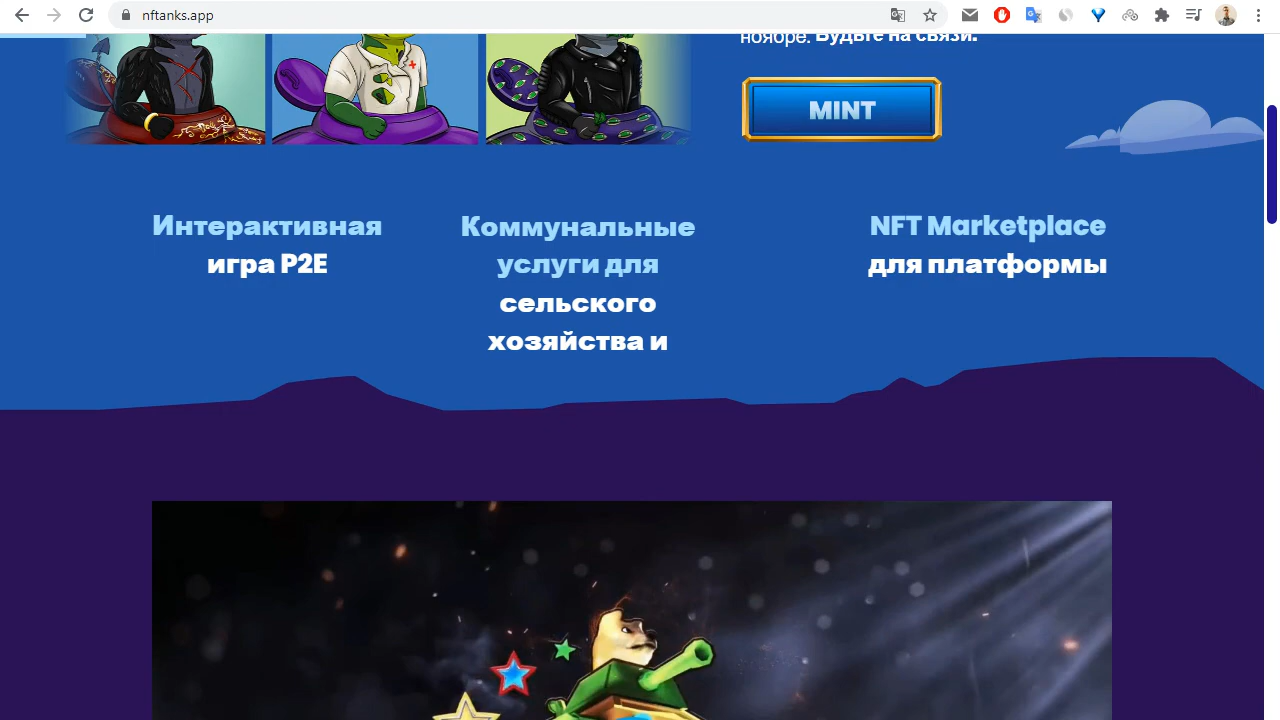 nftanks.app
ноябре. Будьте на связи.
MINT
Интерактивная
игра P2E
Коммунальные
услуги для
сельского
хозяйства и
NFT Marketplace
для платформы